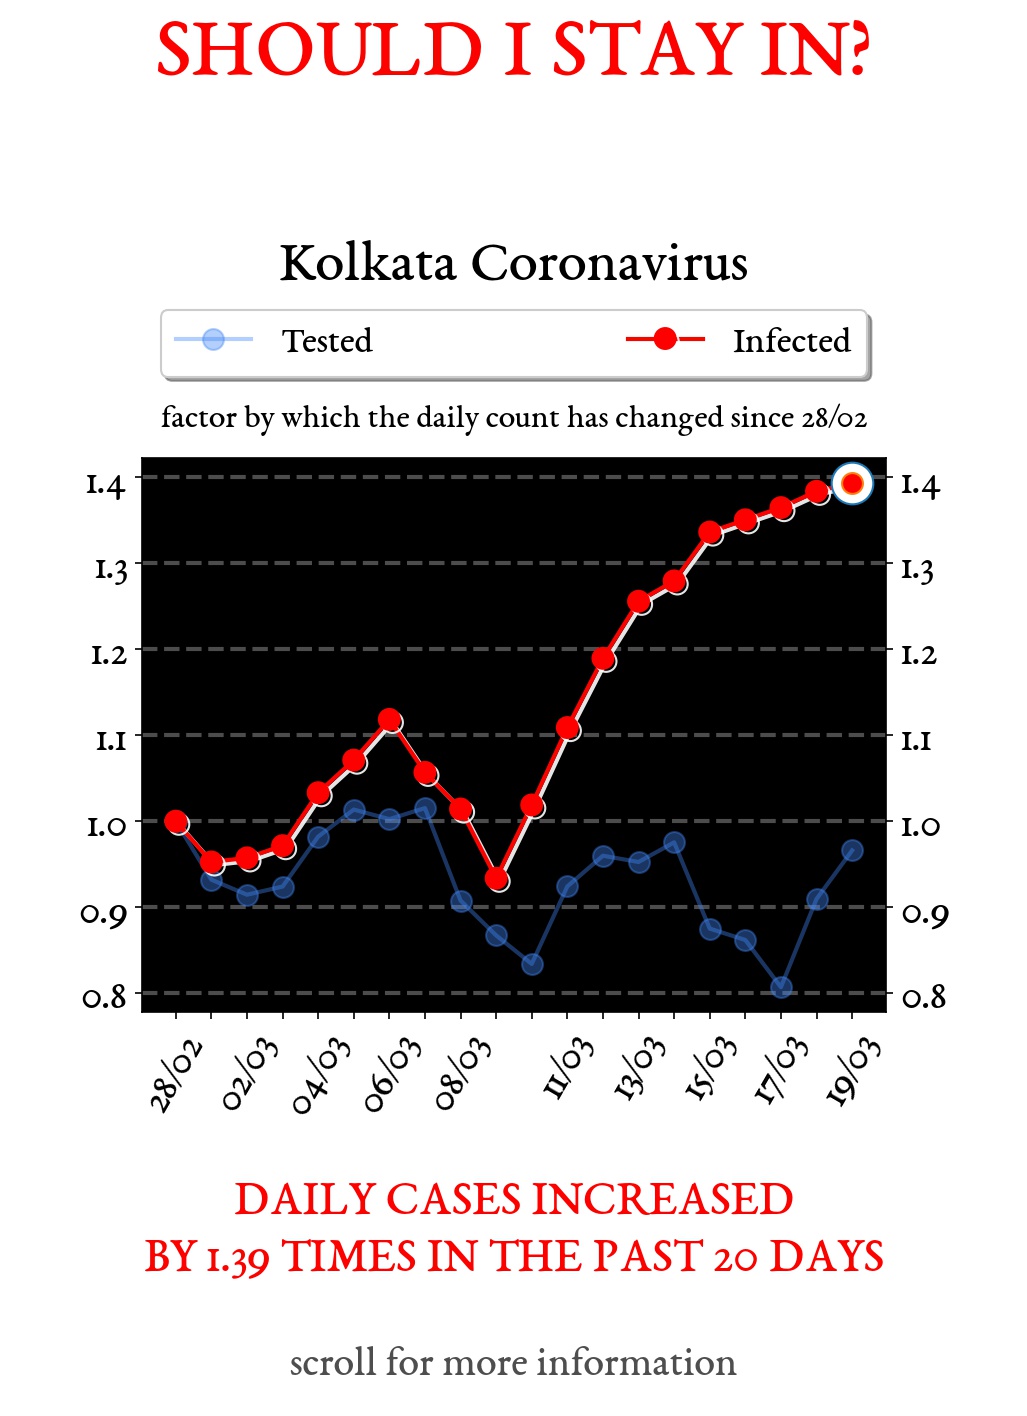 SHOULD I STAY IN?
Kolkata Coronavirus
Tested Infected
factor by which the daily count has changed since 28/02
1.4 1.4
1.3 1.3
1.2 1.2
1.1 1.1
1.0 1.0
0.9 0.9
0.8 0.8
28/02 02/03 04/03 06/03 08/03 11/03 13/03 15/03 17/03 19/03
DAILY CASES INCREASED
BY 1.39 TIMES IN THE PAST 20 DAYS
scroll for more information